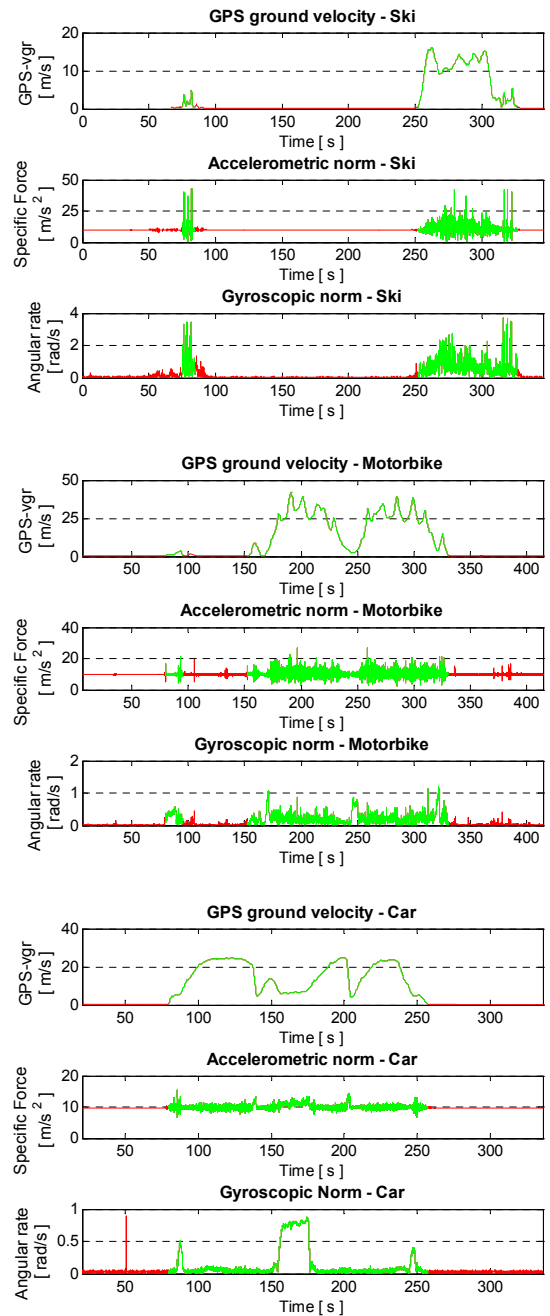 GPS ground velocity - Ski
GPS-vgr
[ m/s]
20
10
0
0 50 100 150 200 250 300
Time [ s ]
Accelerometric norm - Ski
Specific Force
[ m/s² ]
50
25
0
0 50 100 150 200 250 300
Time [ s ]
Gyroscopic norm - Ski
Angular rate
[ rad/s]
4
2
0
0 50 100 150 200 250 300
Time [ s ]
GPS ground velocity - Motorbike
GPS-vgr
[ m/s]
50
25
0
0 50 100 150 200 250 300 350 400
Time [ s ]
Accelerometric norm - Motorbike
Specific Force
[ m/s² ]
40
20
0
0 50 100 150 200 250 300 350 400
Time [ s ]
Gyroscopic norm - Motorbike
Angular rate
[rad/s ]
2
1
0
0 50 100 150 200 250 300 350 400
Time [ s ]
GPS ground velocity - Car
GPS-vgr
[ m/s]
40
20
0
50 100 150 200 250 300
Time [ s ]
Accelerometric norm - Car
Specific Force
[ m/s² ]
20
10
0
50 100 150 200 250 300
Time [ s ]
Gyroscopic Norm - Car
Angular rate
[ rad/s ]
1
0.5
0
50 100 150 200 250 300
Time [ s ]